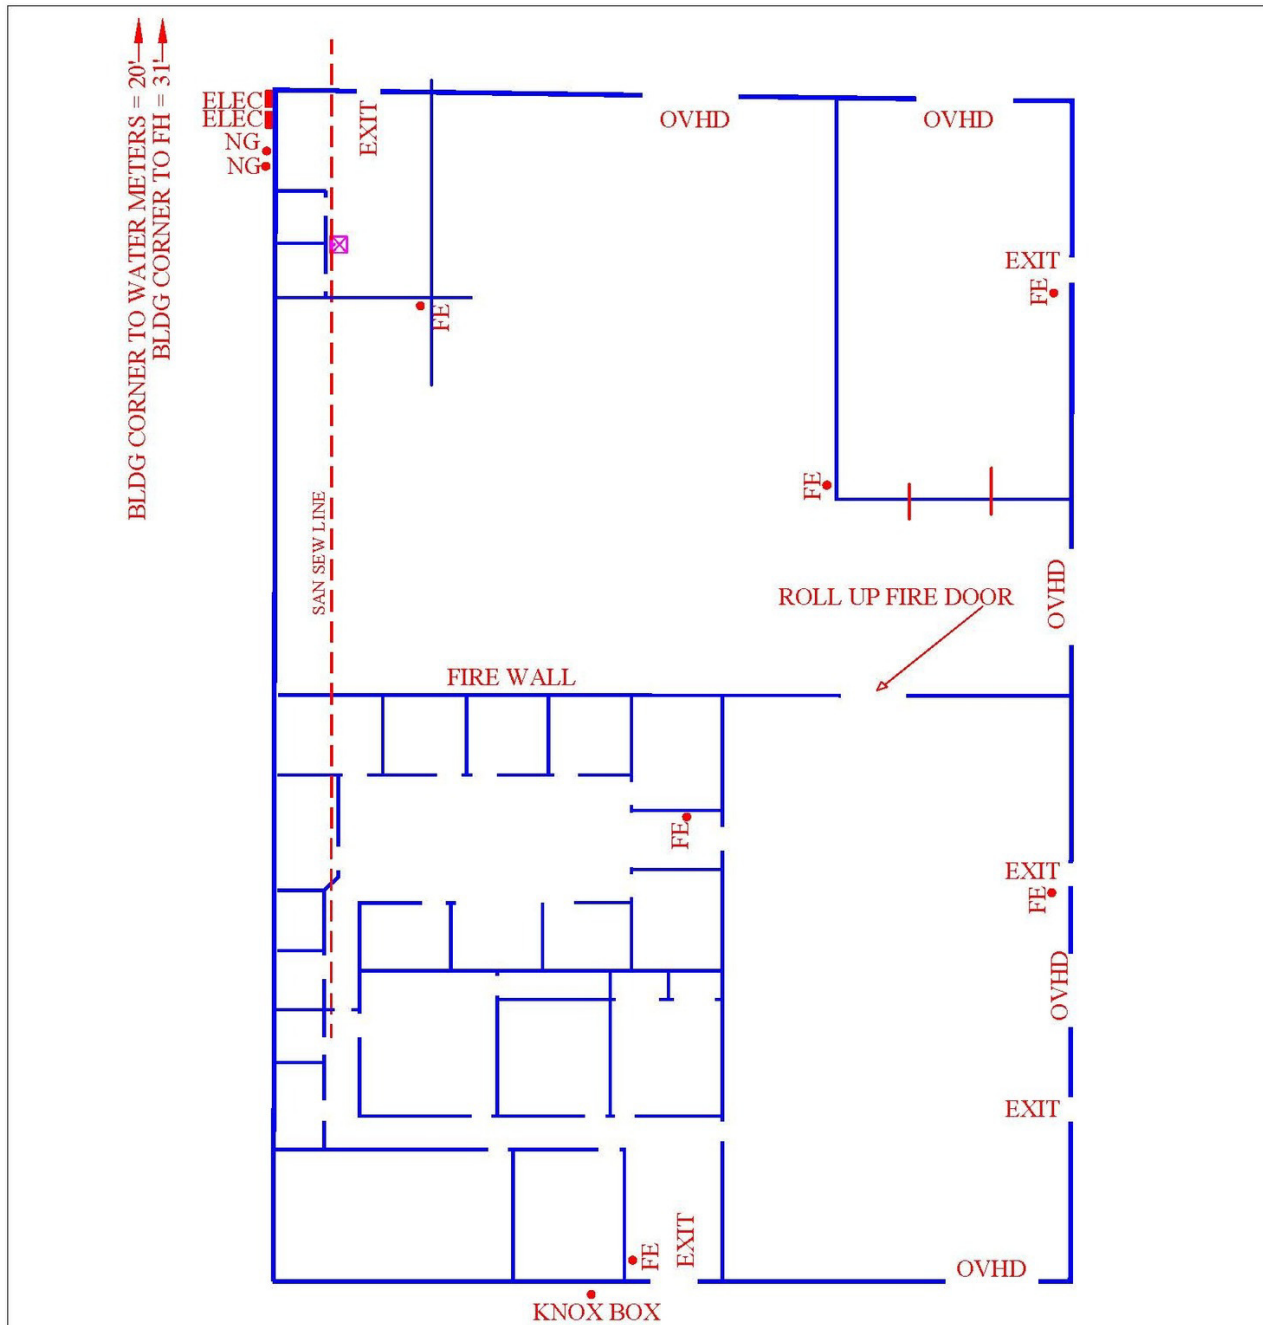 BLDG CORNER TO WATER METERS = 20'
BLDG CORNER TO FH = 31'
ELEC
ELEC
NG
NG
EXIT
OVHD
OVHD
EXIT
FE
FE
FE
SAN SEW LINE
OVHD
ROLL UP FIRE DOOR
FIRE WALL
FE
EXIT
FE
OVHD
EXIT
FE
EXIT
OVHD
KNOX BOX